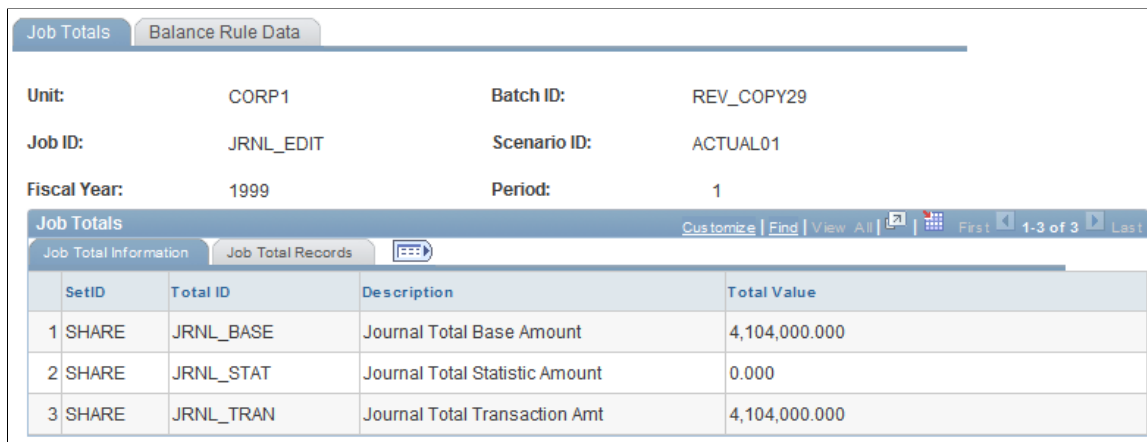 Job Totals Balance Rule Data
Unit: CORP1 Batch ID: REV_COPY29
Job ID: JRNL_EDIT Scenario ID: ACTUAL01
Fiscal Year: 1999 Period: 1
Job Totals Customize | Find | View All | | First 1-3 of 3 Last
Job Total Information Job Total Records
SetID Total ID Description Total Value
1 SHARE JRNL_BASE Journal Total Base Amount 4,104,000.000
2 SHARE JRNL_STAT Journal Total Statistic Amount 0.000
3 SHARE JRNL_TRAN Journal Total Transaction Amt 4,104,000.000